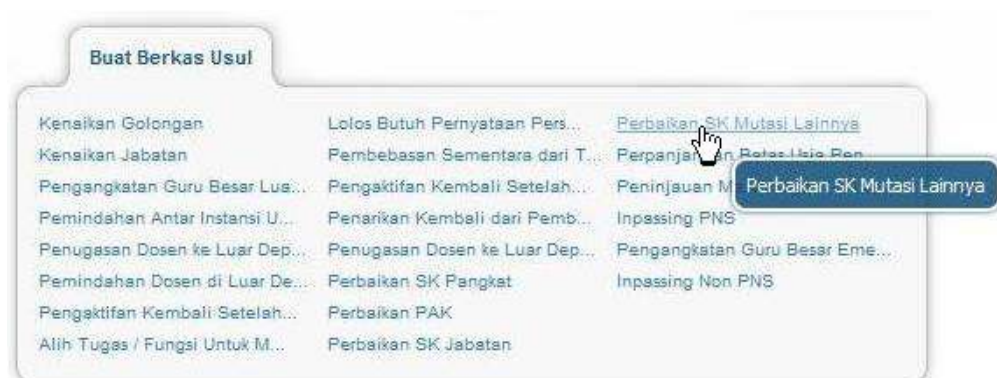 Buat Berkas Usul
Kenaikan Golongan
Kenaikan Jabatan
Pengangkatan Guru Besar Lua...
Pemindahan Antar Instansi U...
Penugasan Dosen ke Luar Dep...
Pemindahan Dosen di Luar De...
Pengaktifan Kembali Setelah...
Alih Tugas / Fungsi Untuk M...
Lolos Butuh Pernyataan Pers...
Pembebasan Sementara dari T...
Pengaktifan Kembali Setelah...
Penarikan Kembali dari Pemb...
Penugasan Dosen ke Luar Dep...
Perbaikan SK Pangkat
Perbaikan PAK
Perbaikan SK Jabatan
Perbaikan SK Mutasi Lainnya
Batas Usia Pen...
Peninjauan M
Perbaikan SK Mutasi Lainnya
Inpassing PNS
Pengangkatan Guru Besar Eme...
Inpassing Non PNS